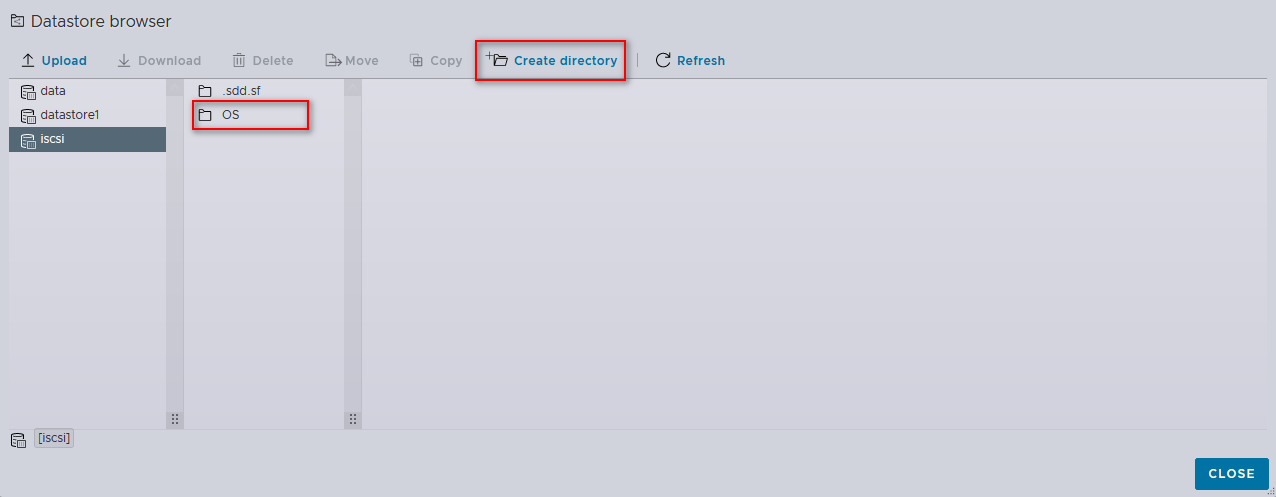 Datastore browser
Upload Download Delete Move Copy Create directory Refresh
data .sdd.sf
datastore1 OS
iscsi
[iscsi]
CLOSE